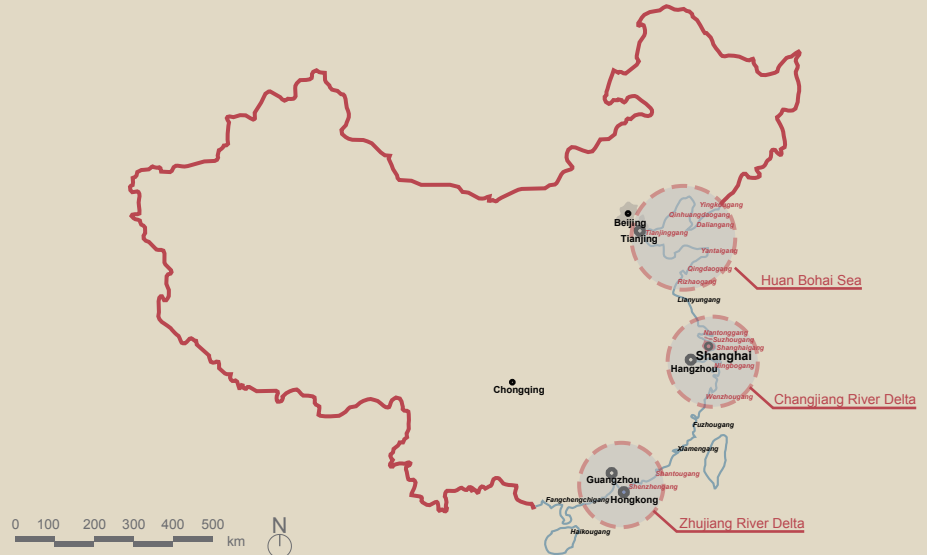 Yingkougang
Qinhuangdaogang
Beijing
Daliangang
Tianjinggang
Tianjing
Yantaigang
Qingdaogang
Huan Bohai Sea
Rizhaogang
Lianyungang
Nantonggang
Suzhougang
Shanghaigang
Shanghai
Ningbogang
Hangzhou
Chongqing
Wenzhougang
Changjiang River Delta
Fuzhougang
Xiamengang
Shantougang
Guangzhou
Shenzhengang
Hongkong
Fangchengchigang
Zhujiang River Delta
Haikougang
0 100 200 300 400 500
km
N